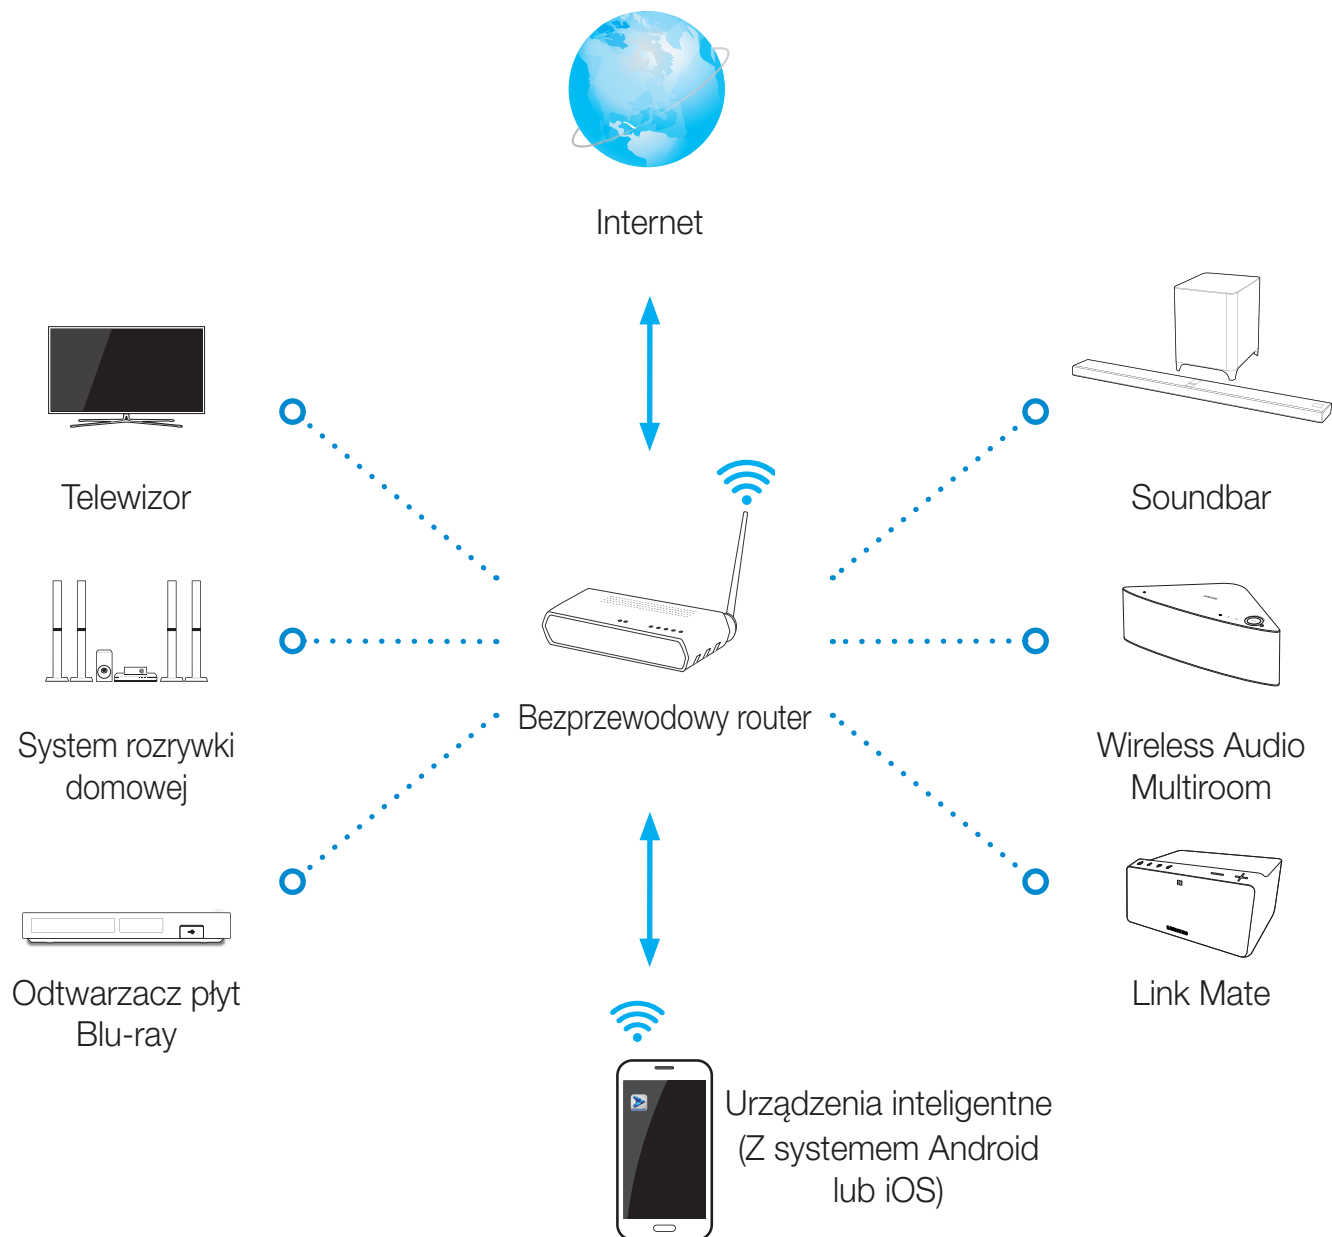 Internet
Telewizor
Soundbar
System rozrywki
domowej
Bezprzewodowy router
Wireless Audio
Multiroom
Odtwarzacz płyt
Blu-ray
Link Mate
Urządzenia inteligentne
(Z systemem Android
lub iOS)